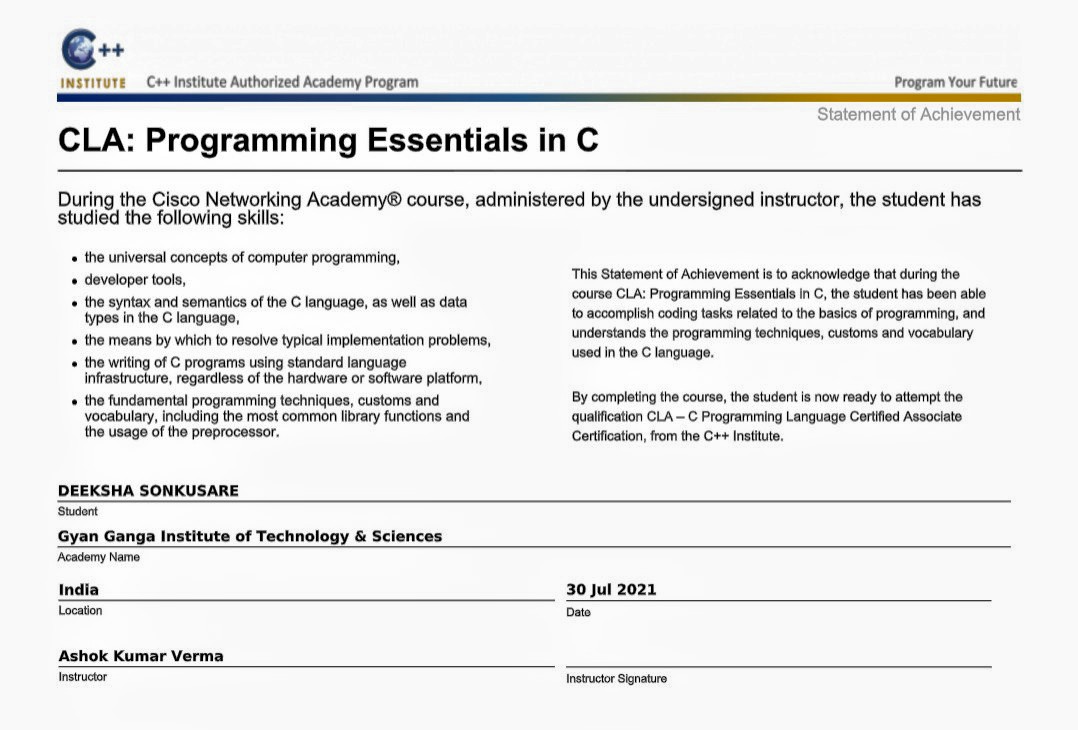 C++
INSTITUTE
C++ Institute Authorized Academy Program
Program Your Future
Statement of Achievement
CLA: Programming Essentials in C
During the Cisco Networking Academy® course, administered by the undersigned instructor, the student has
studied the following skills:
• the universal concepts of computer programming,
• developer tools,
• the syntax and semantics of the C language, as well as data
types in the C language,
• the means by which to resolve typical implementation problems,
• the writing of C programs using standard language
infrastructure, regardless of the hardware or software platform,
• the fundamental programming techniques, customs and
vocabulary, including the most common library functions and
the usage of the preprocessor.
This Statement of Achievement is to acknowledge that during the
course CLA: Programming Essentials in C, the student has been able
to accomplish coding tasks related to the basics of programming, and
understands the programming techniques, customs and vocabulary
used in the C language.
By completing the course, the student is now ready to attempt the
qualification CLA – C Programming Language Certified Associate
Certification, from the C++ Institute.
DEEKSHA SONKUSARE
Student
Gyan Ganga Institute of Technology & Sciences
Academy Name
India
Location
30 Jul 2021
Date
Ashok Kumar Verma
Instructor
Instructor Signature